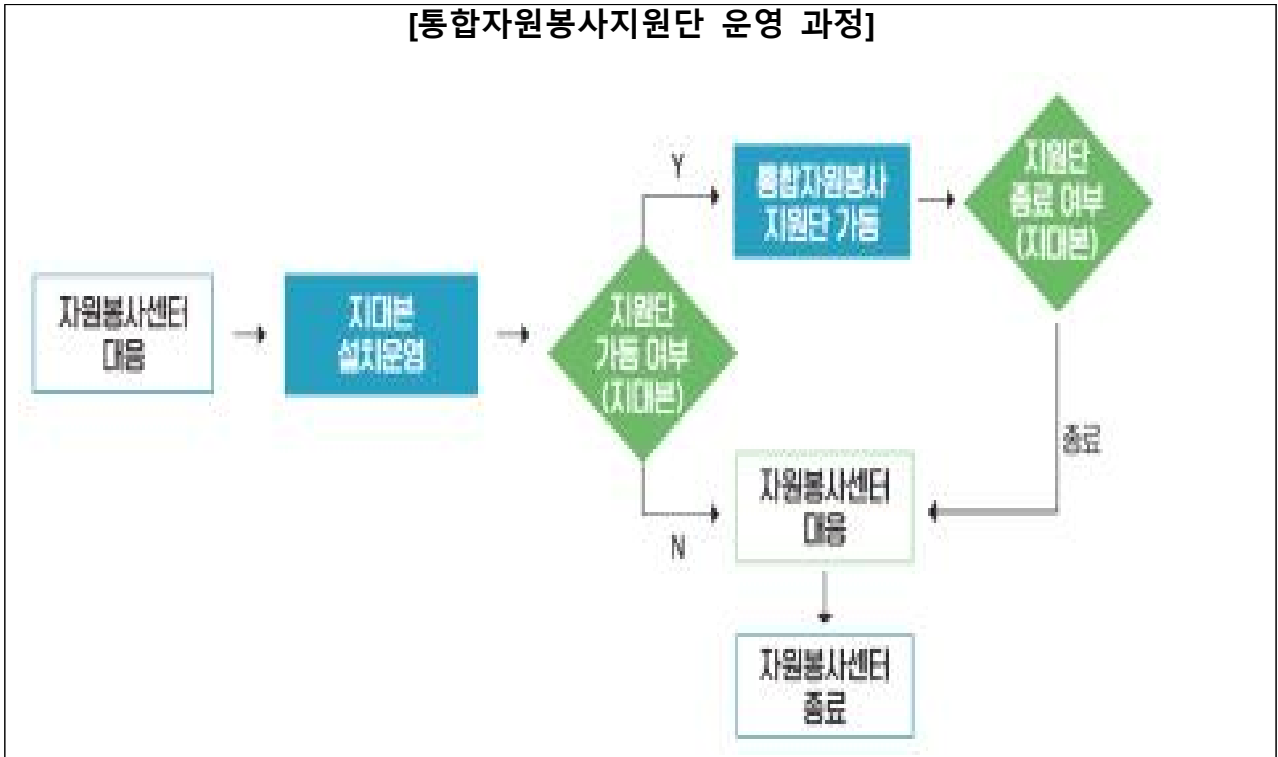 [통합자원봉사지원단 운영 과정]
자원봉사센터
대응
지대본
설치운영
지원단
가동 여부
(지대본)
Y
통합자원봉사
지원단 가동
지원단
종료 여부
(지대본)
종료
N
자원봉사센터
대응
자원봉사센터
종료